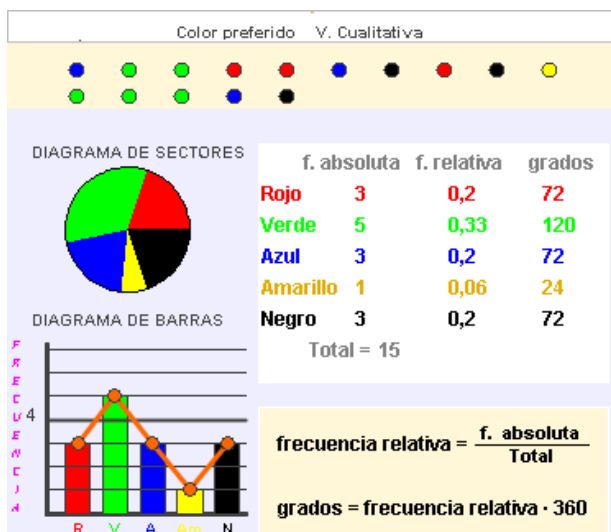 Color preferido V. Cualitativa
DIAGRAMA DE SECTORES
f. absoluta f. relativa grados
Rojo 3 0,2 72
Verde 5 0,33 120
Azul 3 0,2 72
Amarillo 1 0,06 24
Negro 3 0,2 72
Total = 15
DIAGRAMA DE BARRAS
FRECUENCIA
4
R V A Am N
frecuencia relativa = f. absoluta / Total
grados = frecuencia relativa · 360